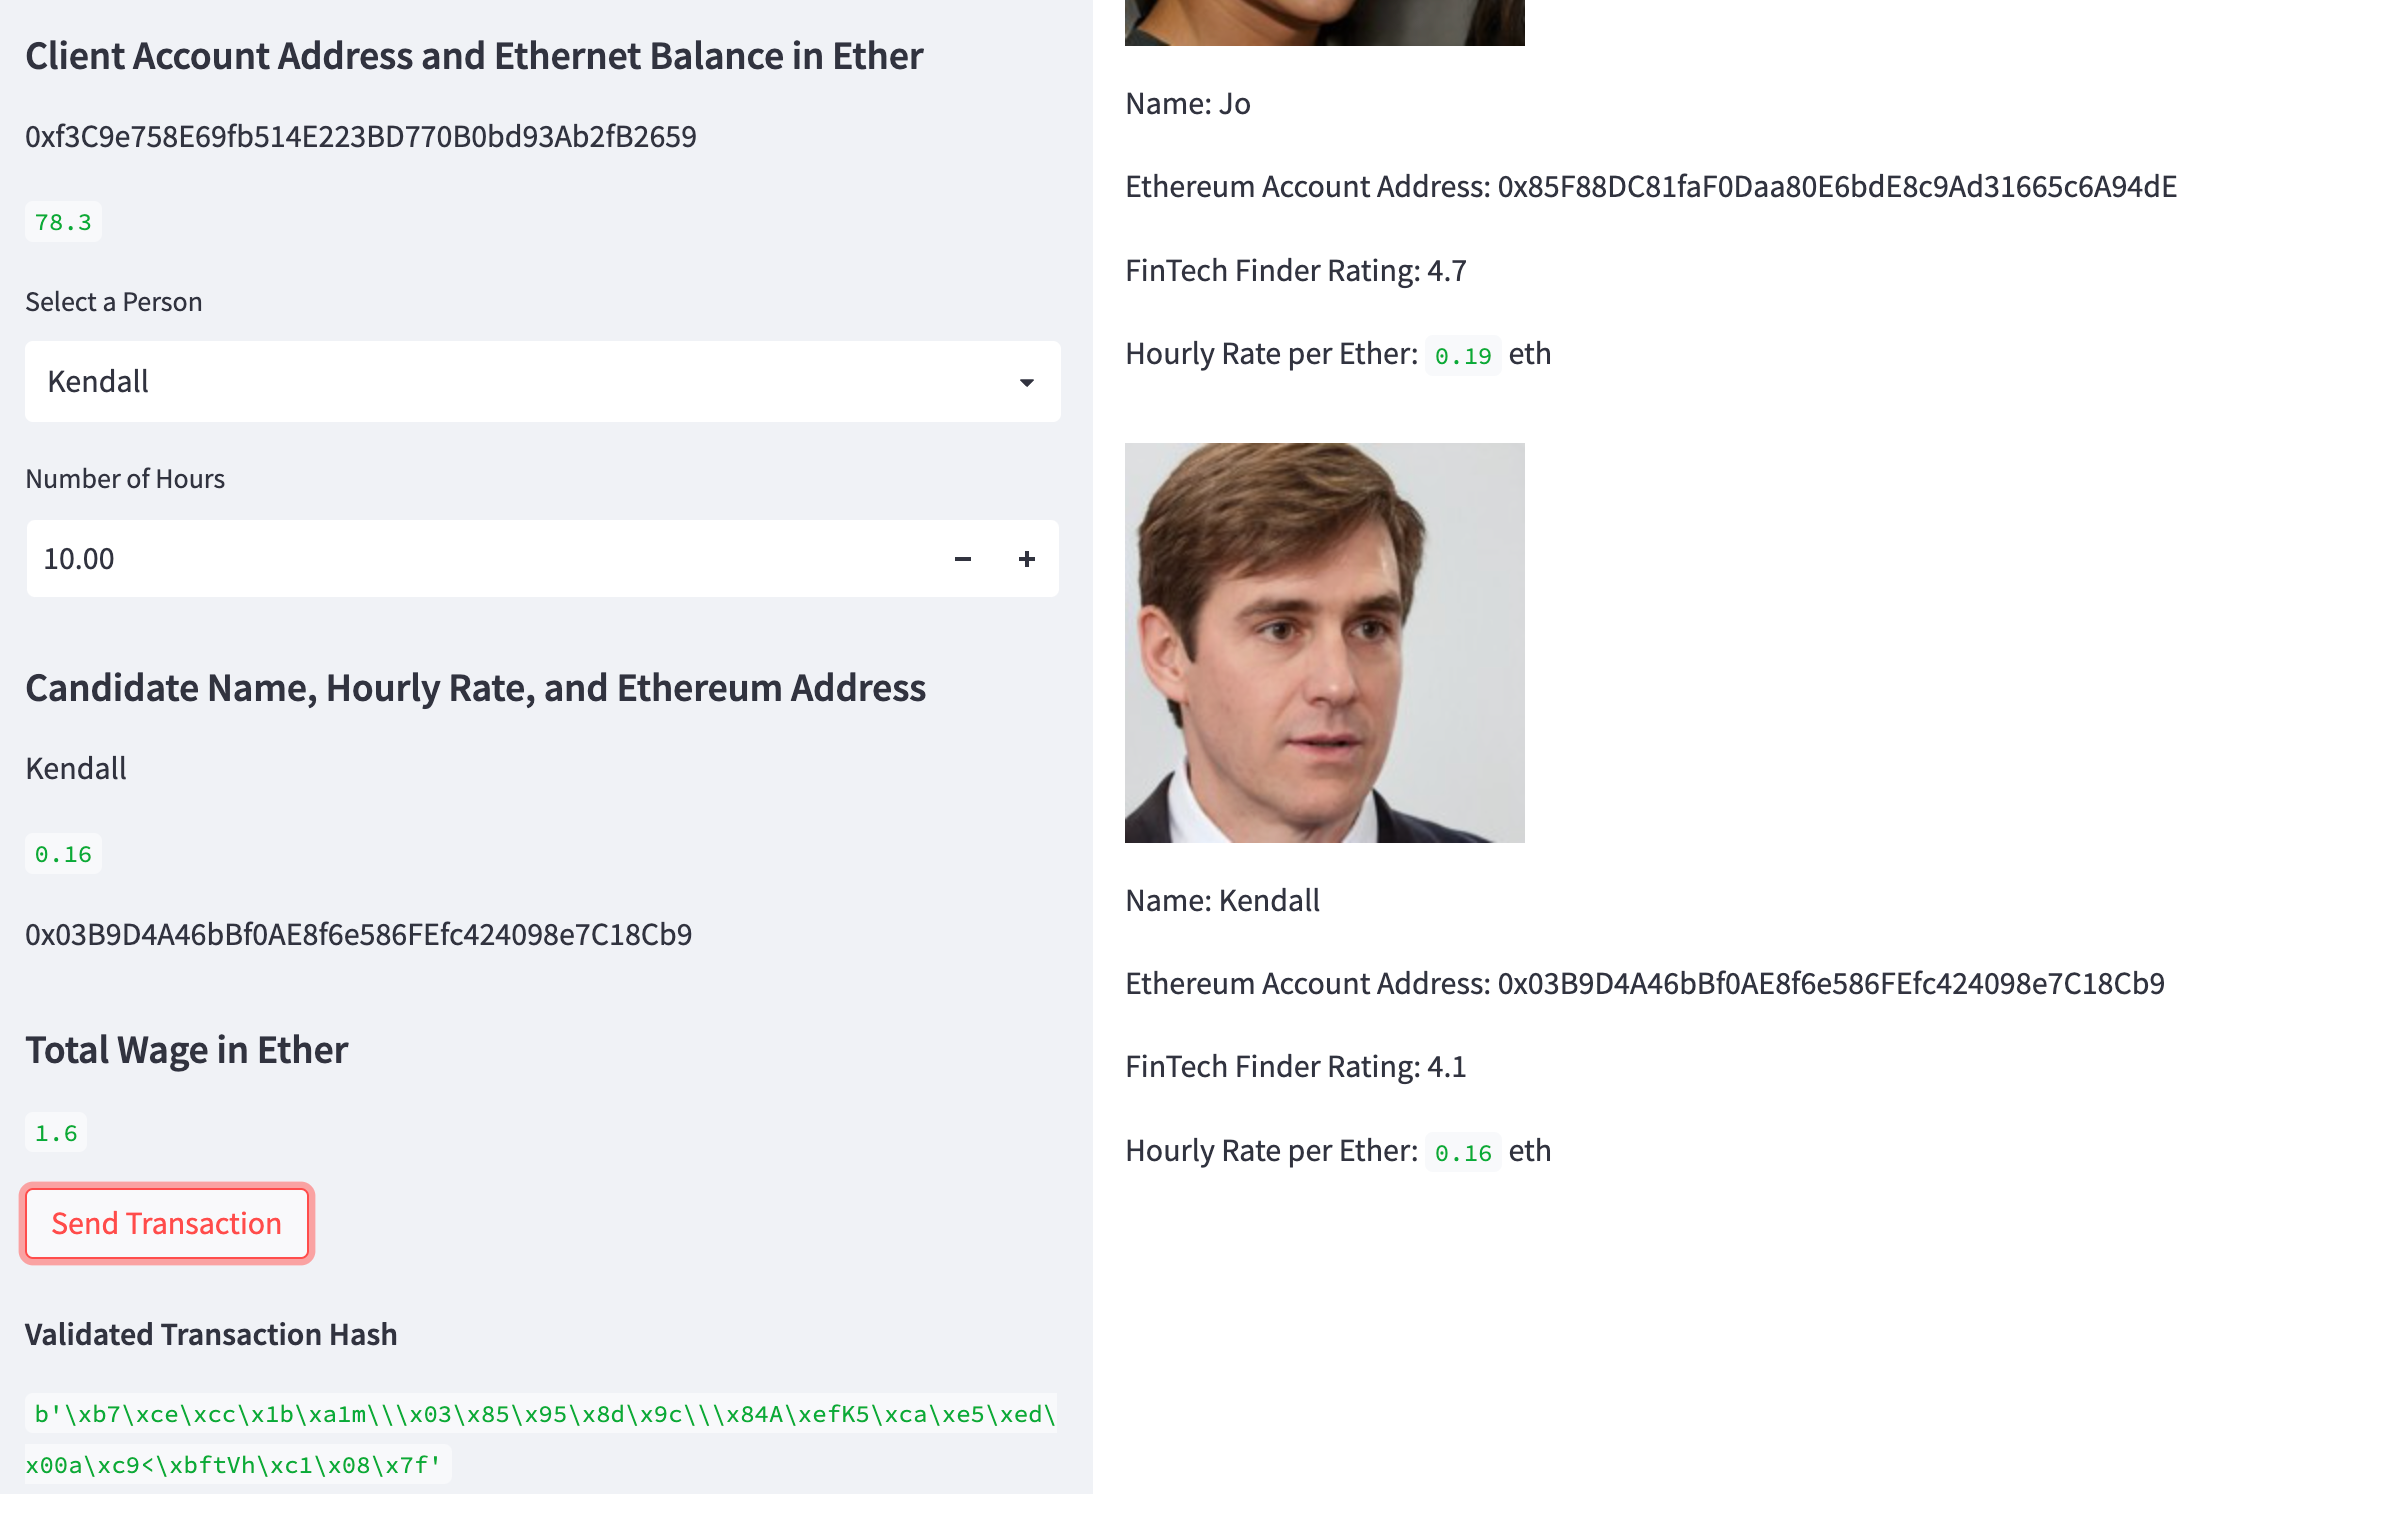 Client Account Address and Ethernet Balance in Ether
0xf3C9e758E69fb514E223BD770B0bd93Ab2fB2659
78.3
Select a Person
Kendall
Number of Hours
10.00
Candidate Name, Hourly Rate, and Ethereum Address
Kendall
0.16
0x03B9D4A46bBf0AE8f6e586FEfc424098e7C18Cb9
Total Wage in Ether
1.6
Send Transaction
Validated Transaction Hash
b'\xb7\xce\xcc\x1b\xa1m\\\x03\x85\x95\x8d\x9c\\\x84A\xefK5\xca\xe5\xed\
x00a\xc9<\xbftVh\xc1\x08\x7f'
Name: Jo
Ethereum Account Address: 0x85F88DC81faF0Daa80E6bdE8c9Ad31665c6A94dE
FinTech Finder Rating: 4.7
Hourly Rate per Ether: 0.19 eth
Name: Kendall
Ethereum Account Address: 0x03B9D4A46bBf0AE8f6e586FEfc424098e7C18Cb9
FinTech Finder Rating: 4.1
Hourly Rate per Ether: 0.16 eth